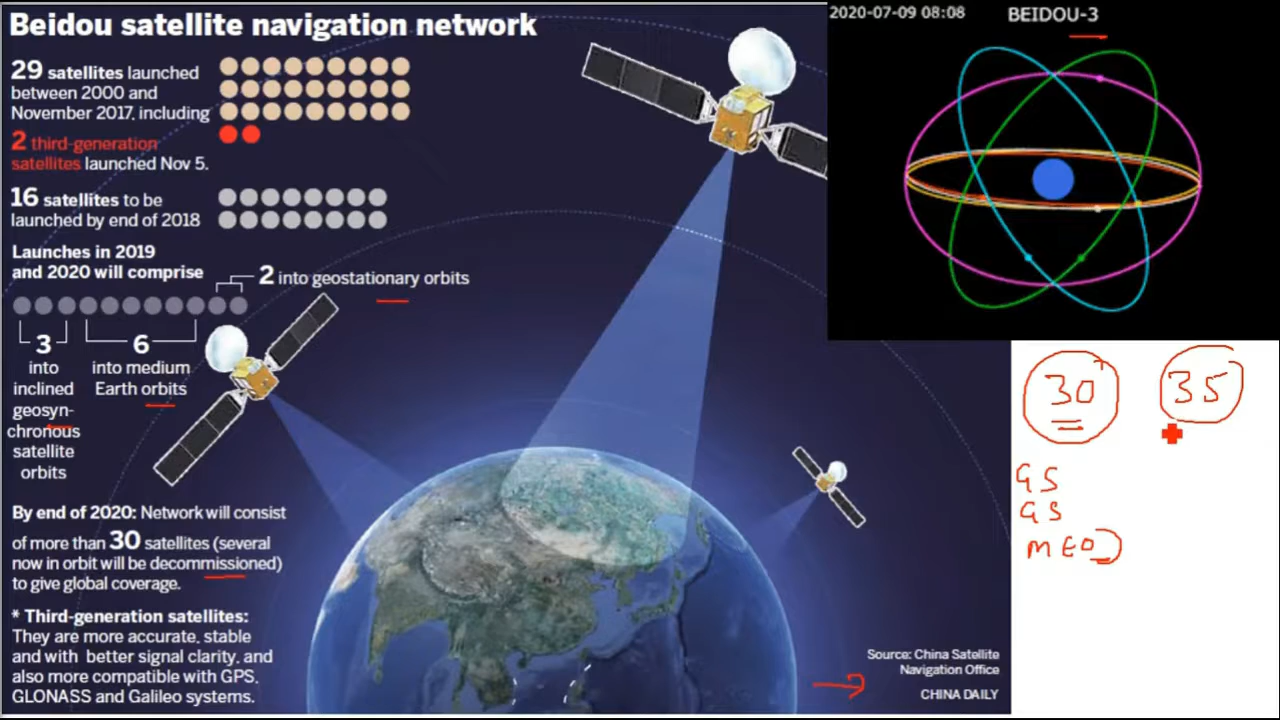 Beidou satellite navigation network
29 satellites launched
between 2000 and
November 2017, including
2 third-generation
satellites launched Nov 5.
16 satellites to be
launched by end of 2018
Launches in 2019
and 2020 will comprise
2 into geostationary orbits
3
into
inclined
geosyn-
chronous
satellite
orbits
6
into medium
Earth orbits
By end of 2020: Network will consist
of more than 30 satellites (several
now in orbit will be decommissioned)
to give global coverage.
* Third-generation satellites:
They are more accurate, stable
and with better signal clarity, and
also more compatible with GPS,
GLONASS and Galileo systems.
Source: China Satellite
Navigation Office
CHINA DAILY
2020-07-09 08:08 BEIDOU-3
30+ 35
GS
GS
MEO